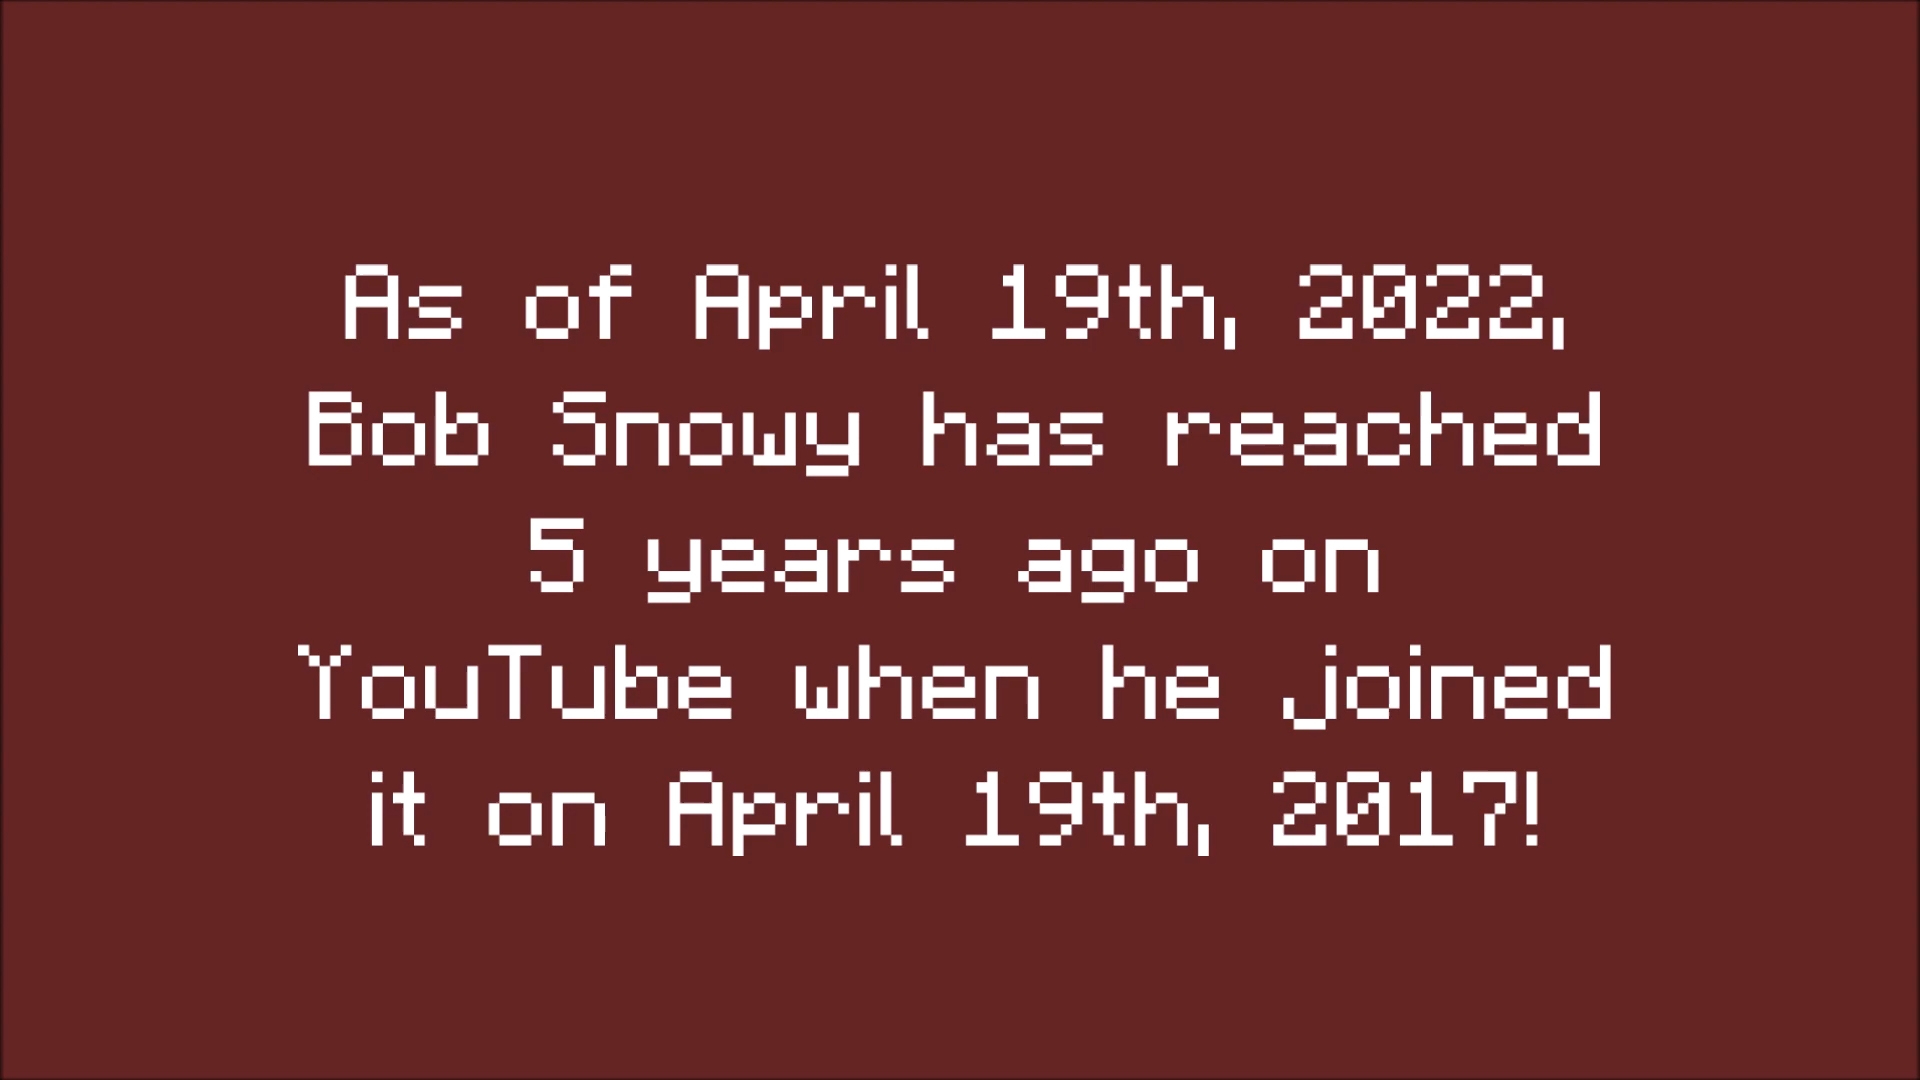 As of April 19th, 2022,
Bob Snowy has reached
5 years ago on
YouTube when he joined
it on April 19th, 2017!